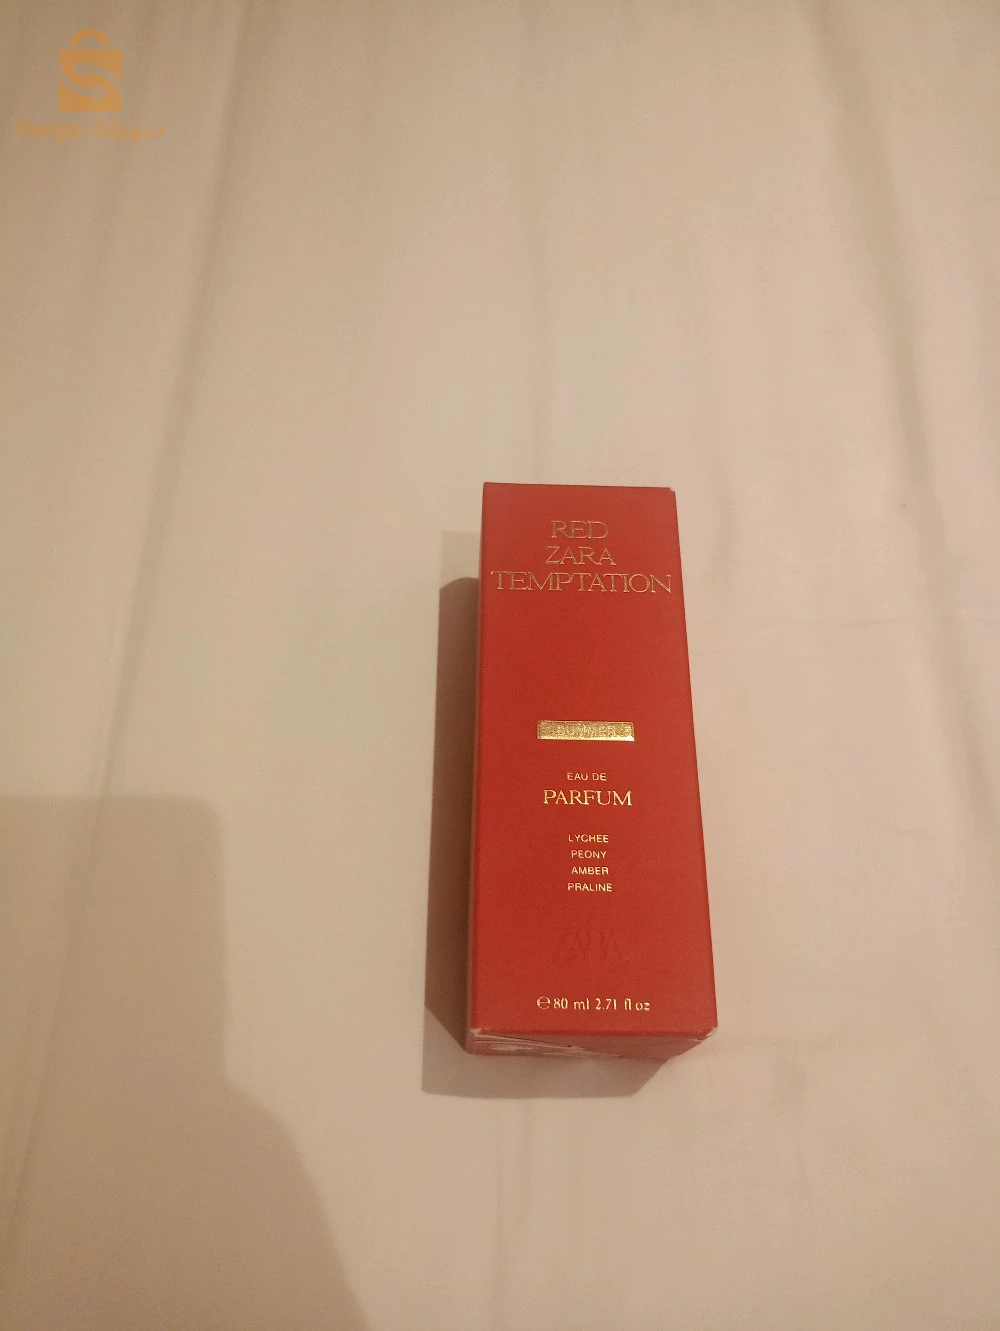 RED
ZARA
TEMPTATION
SUMMER
EAU DE
PARFUM
LYCHEE
PEONY
AMBER
PRALINE
ZARA
℮ 80 ml 2.71 fl oz